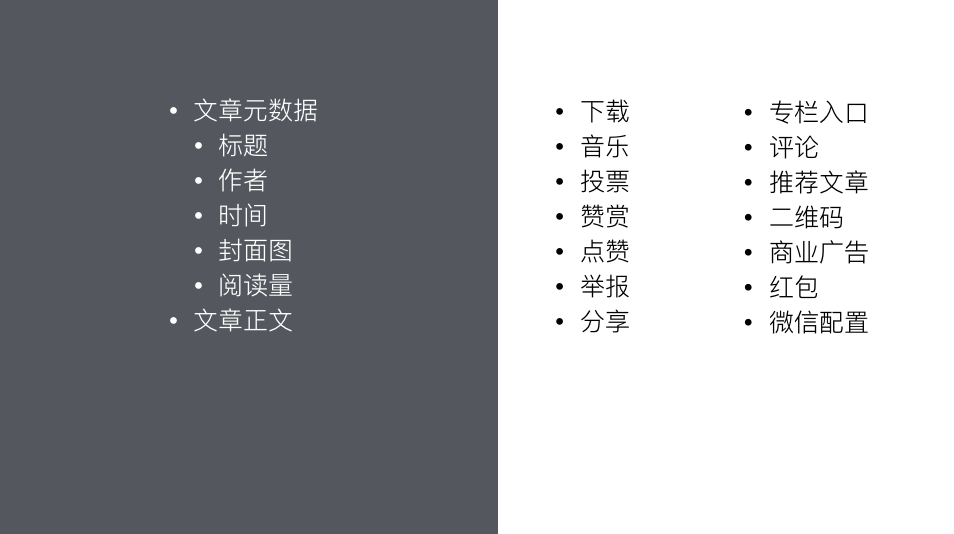 • 文章元数据
• 标题
• 作者
• 时间
• 封面图
• 阅读量
• 文章正文
• 下载
• 音乐
• 投票
• 赞赏
• 点赞
• 举报
• 分享
• 专栏入口
• 评论
• 推荐文章
• 二维码
• 商业广告
• 红包
• 微信配置